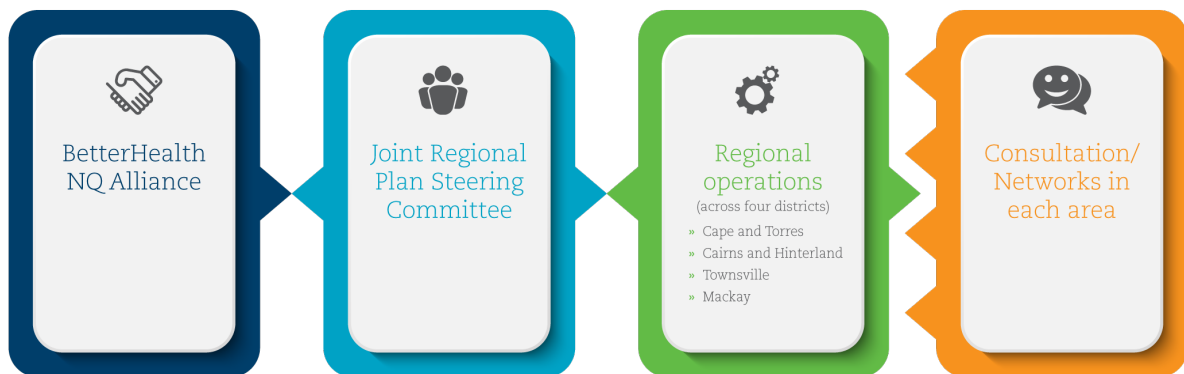 BetterHealth
NQ Alliance
Joint Regional
Plan Steering
Committee
Regional
operations
(across four districts)
» Cape and Torres
» Cairns and Hinterland
» Townsville
» Mackay
Consultation/
Networks in
each area